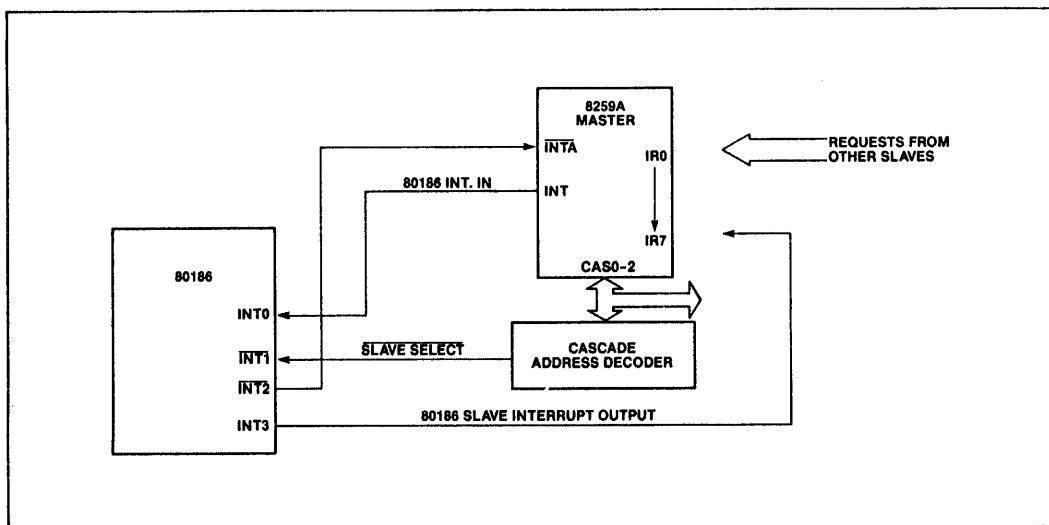 8259A
MASTER
INTA
INT
IR0
IR7
CAS0-2
REQUESTS FROM
OTHER SLAVES
80186 INT. IN
80186
INT0
INT1
INT2
INT3
SLAVE SELECT
CASCADE
ADDRESS DECODER
80186 SLAVE INTERRUPT OUTPUT